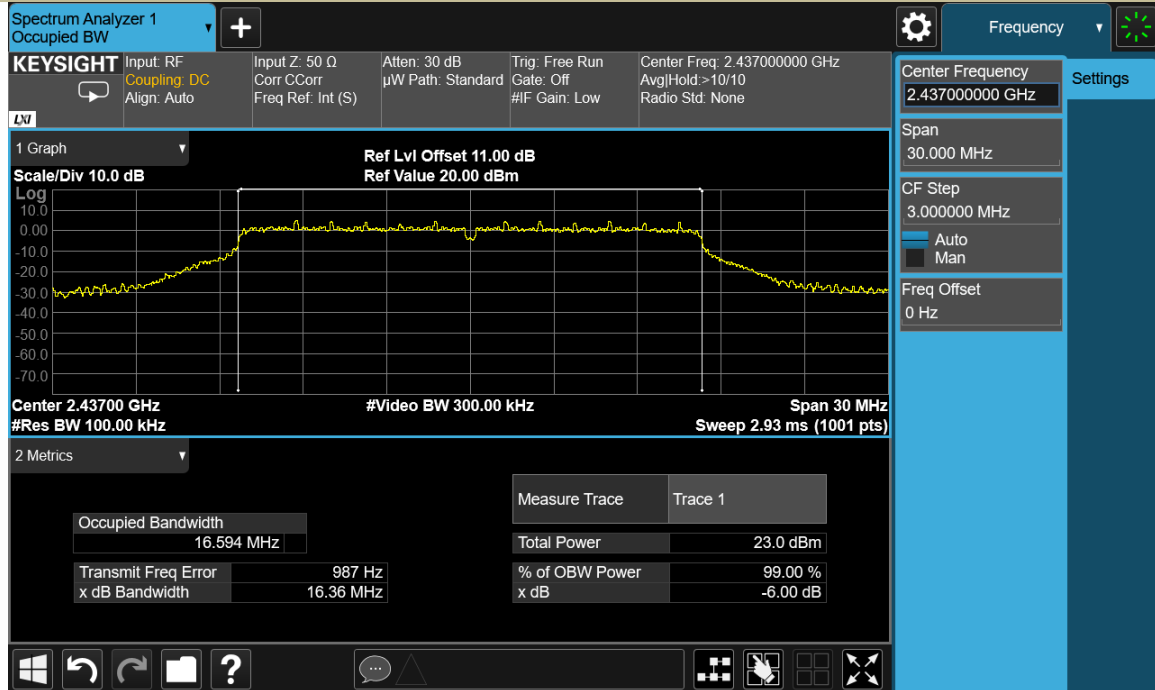 Spectrum Analyzer 1
Occupied BW
+
Frequency
KEYSIGHT
LXI
Input: RF
Coupling: DC
Align: Auto
Input Z: 50 Ω
Corr CCorr
Freq Ref: Int (S)
Atten: 30 dB
µW Path: Standard
Trig: Free Run
Gate: Off
#IF Gain: Low
Center Freq: 2.437000000 GHz
Avg|Hold:>10/10
Radio Std: None
Center Frequency
2.437000000 GHz
Settings
Span
30.000 MHz
CF Step
3.000000 MHz
Auto
Man
Freq Offset
0 Hz
1 Graph
Scale/Div 10.0 dB
Ref Lvl Offset 11.00 dB
Ref Value 20.00 dBm
Log
10.0
0.00
-10.0
-20.0
-30.0
-40.0
-50.0
-60.0
-70.0
Center 2.43700 GHz
#Res BW 100.00 kHz
#Video BW 300.00 kHz
Span 30 MHz
Sweep 2.93 ms (1001 pts)
2 Metrics
Occupied Bandwidth
16.594 MHz
Transmit Freq Error 987 Hz
x dB Bandwidth 16.36 MHz
Measure Trace Trace 1
Total Power 23.0 dBm
% of OBW Power 99.00 %
x dB -6.00 dB
?